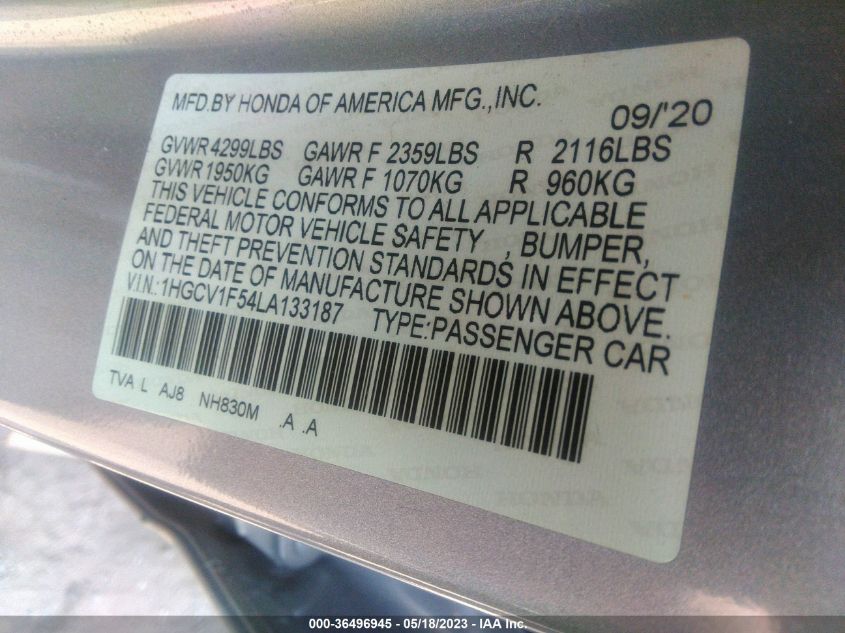 MFD.BY HONDA OF AMERICA MFG.,INC. 09/'20
GVWR 4299LBS GAWR F 2359LBS R 2116LBS
GVWR 1950KG GAWR F 1070KG R 960KG
THIS VEHICLE CONFORMS TO ALL APPLICABLE
FEDERAL MOTOR VEHICLE SAFETY , BUMPER,
AND THEFT PREVENTION STANDARDS IN EFFECT
ON THE DATE OF MANUFACTURE SHOWN ABOVE.
V.I.N.:1HGCV1F54LA133187 TYPE:PASSENGER CAR
TVA L AJ8 NH830M .A .A
HONDA
HONDA
HONDA
000-36496945 - 05/18/2023 - IAA Inc.